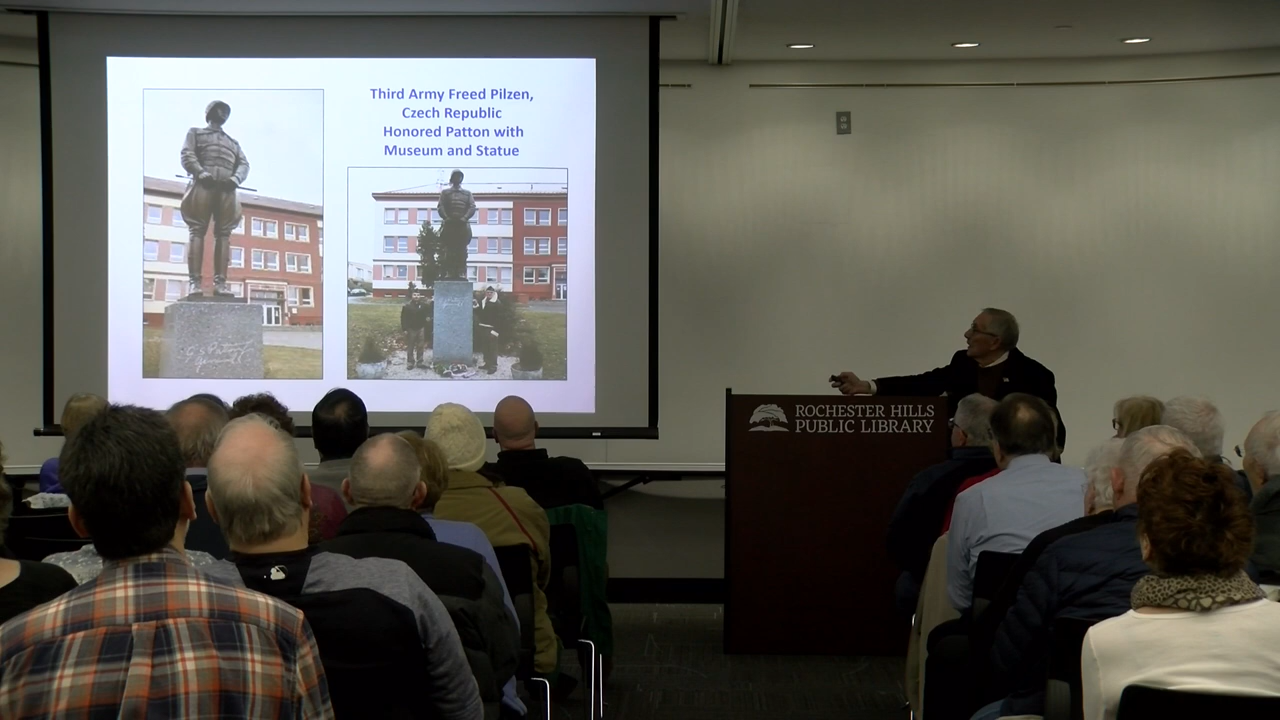 Third Army Freed Pilzen,
Czech Republic
Honored Patton with
Museum and Statue
ROCHESTER HILLS
PUBLIC LIBRARY